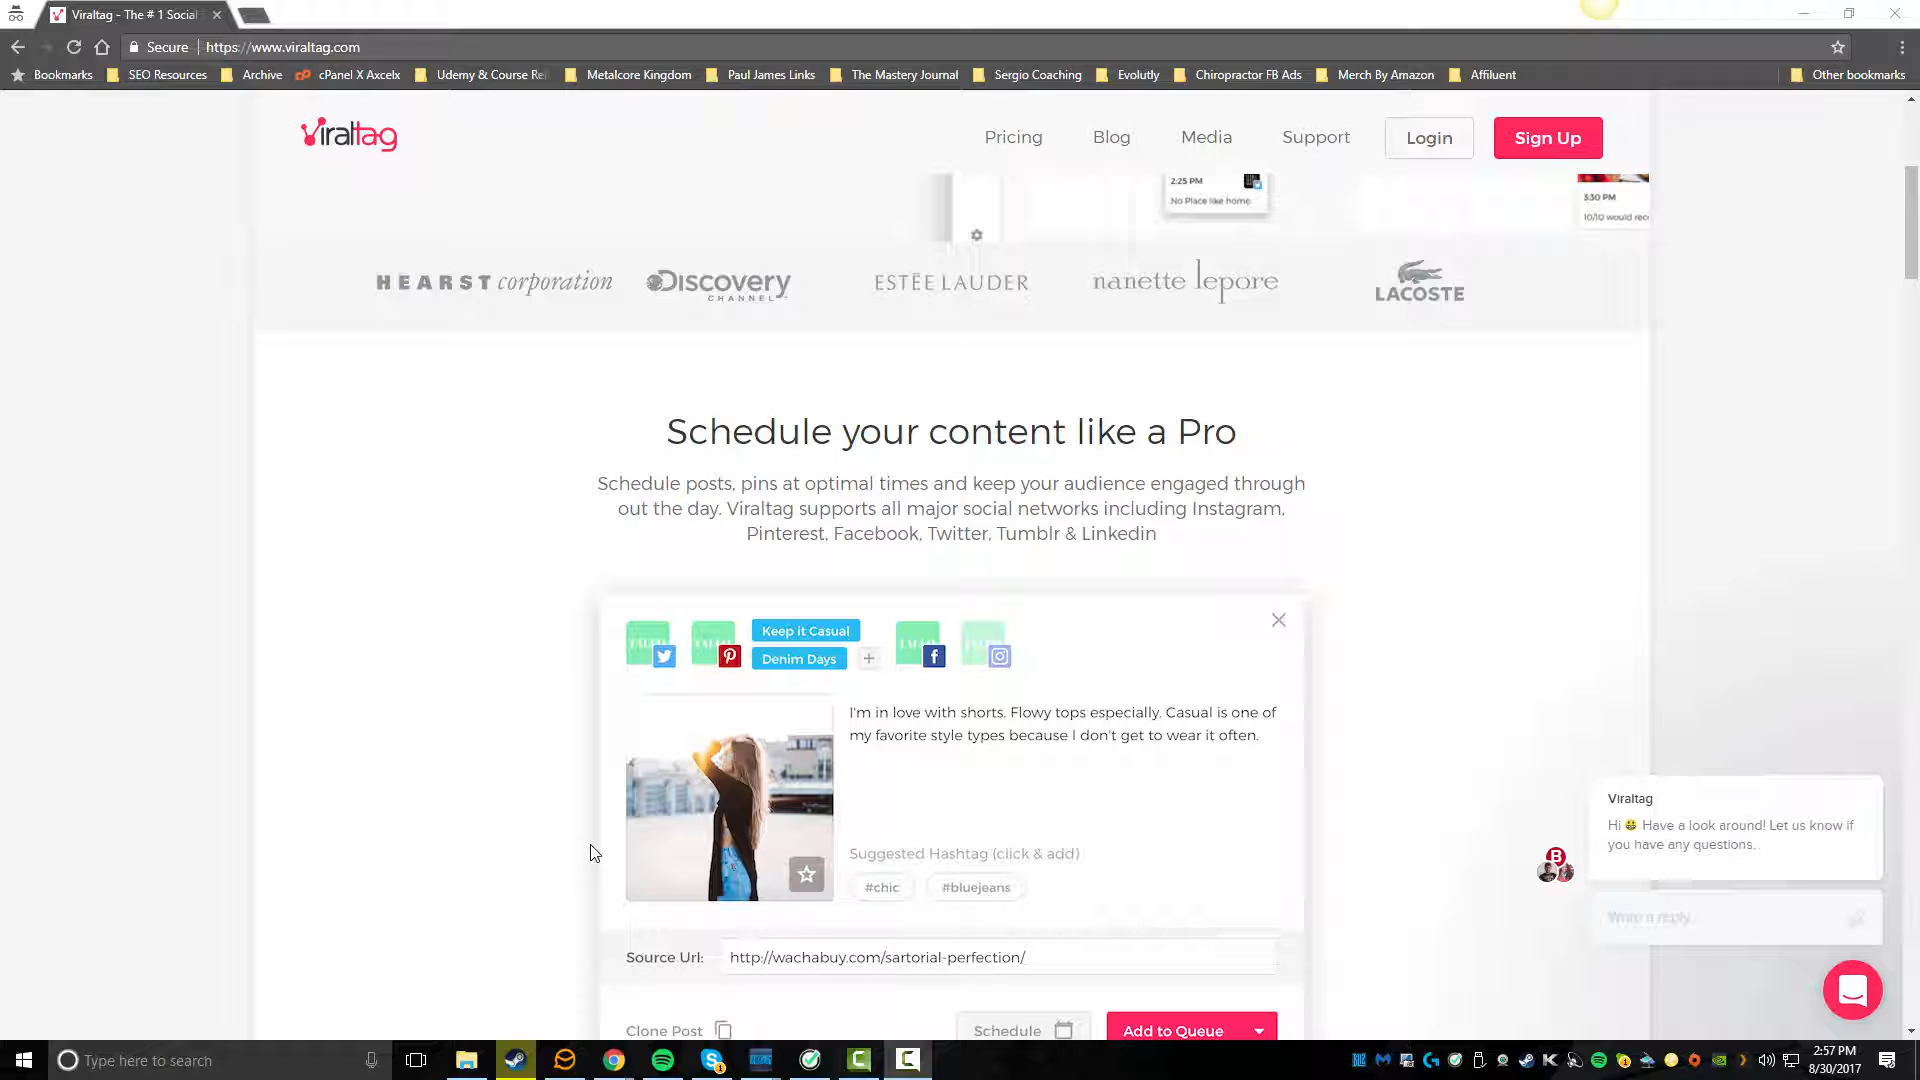 Viraltag - The # 1 Social
Secure https://www.viraltag.com
Bookmarks SEO Resources Archive cPanel X Axcelx Udemy & Course Re Metalcore Kingdom Paul James Links The Mastery Journal Sergio Coaching Evolutly Chiropractor FB Ads Merch By Amazon Affiluent Other bookmarks
Viraltag Pricing Blog Media Support Login Sign Up
2:25 PM
No Place like home
3:30 PM
10/10 would rec
HEARST corporation Discovery CHANNEL ESTĒE LAUDER nanette lepore LACOSTE
Schedule your content like a Pro
Schedule posts, pins at optimal times and keep your audience engaged through
out the day. Viraltag supports all major social networks including Instagram,
Pinterest, Facebook, Twitter, Tumblr & Linkedin
Keep it Casual
Denim Days +
I'm in love with shorts. Flowy tops especially. Casual is one of
my favorite style types because I don't get to wear it often.
Suggested Hashtag (click & add)
#chic #bluejeans
Source Url: http://wachabuy.com/sartorial-perfection/
Clone Post Schedule Add to Queue
Viraltag
Hi Have a look around! Let us know if
you have any questions.
B
Write a reply
Type here to search
2:57 PM
8/30/2017